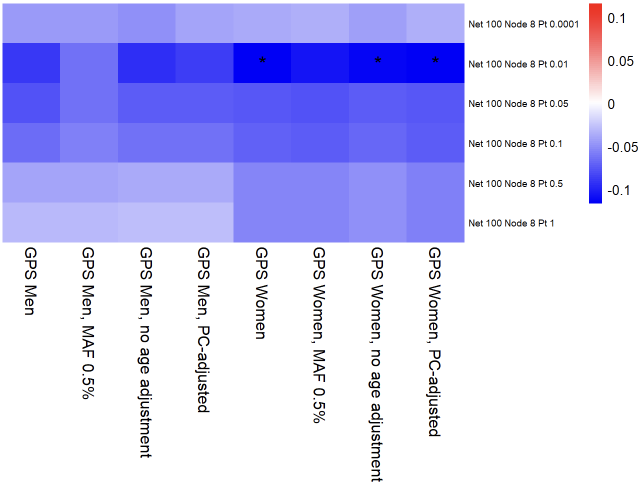 Net 100 Node 8 Pt 0.0001
Net 100 Node 8 Pt 0.01
Net 100 Node 8 Pt 0.05
Net 100 Node 8 Pt 0.1
Net 100 Node 8 Pt 0.5
Net 100 Node 8 Pt 1
* * *
0.1
0.05
0
-0.05
-0.1
GPS Men
GPS Men, MAF 0.5%
GPS Men, no age adjustment
GPS Men, PC-adjusted
GPS Women
GPS Women, MAF 0.5%
GPS Women, no age adjustment
GPS Women, PC-adjusted